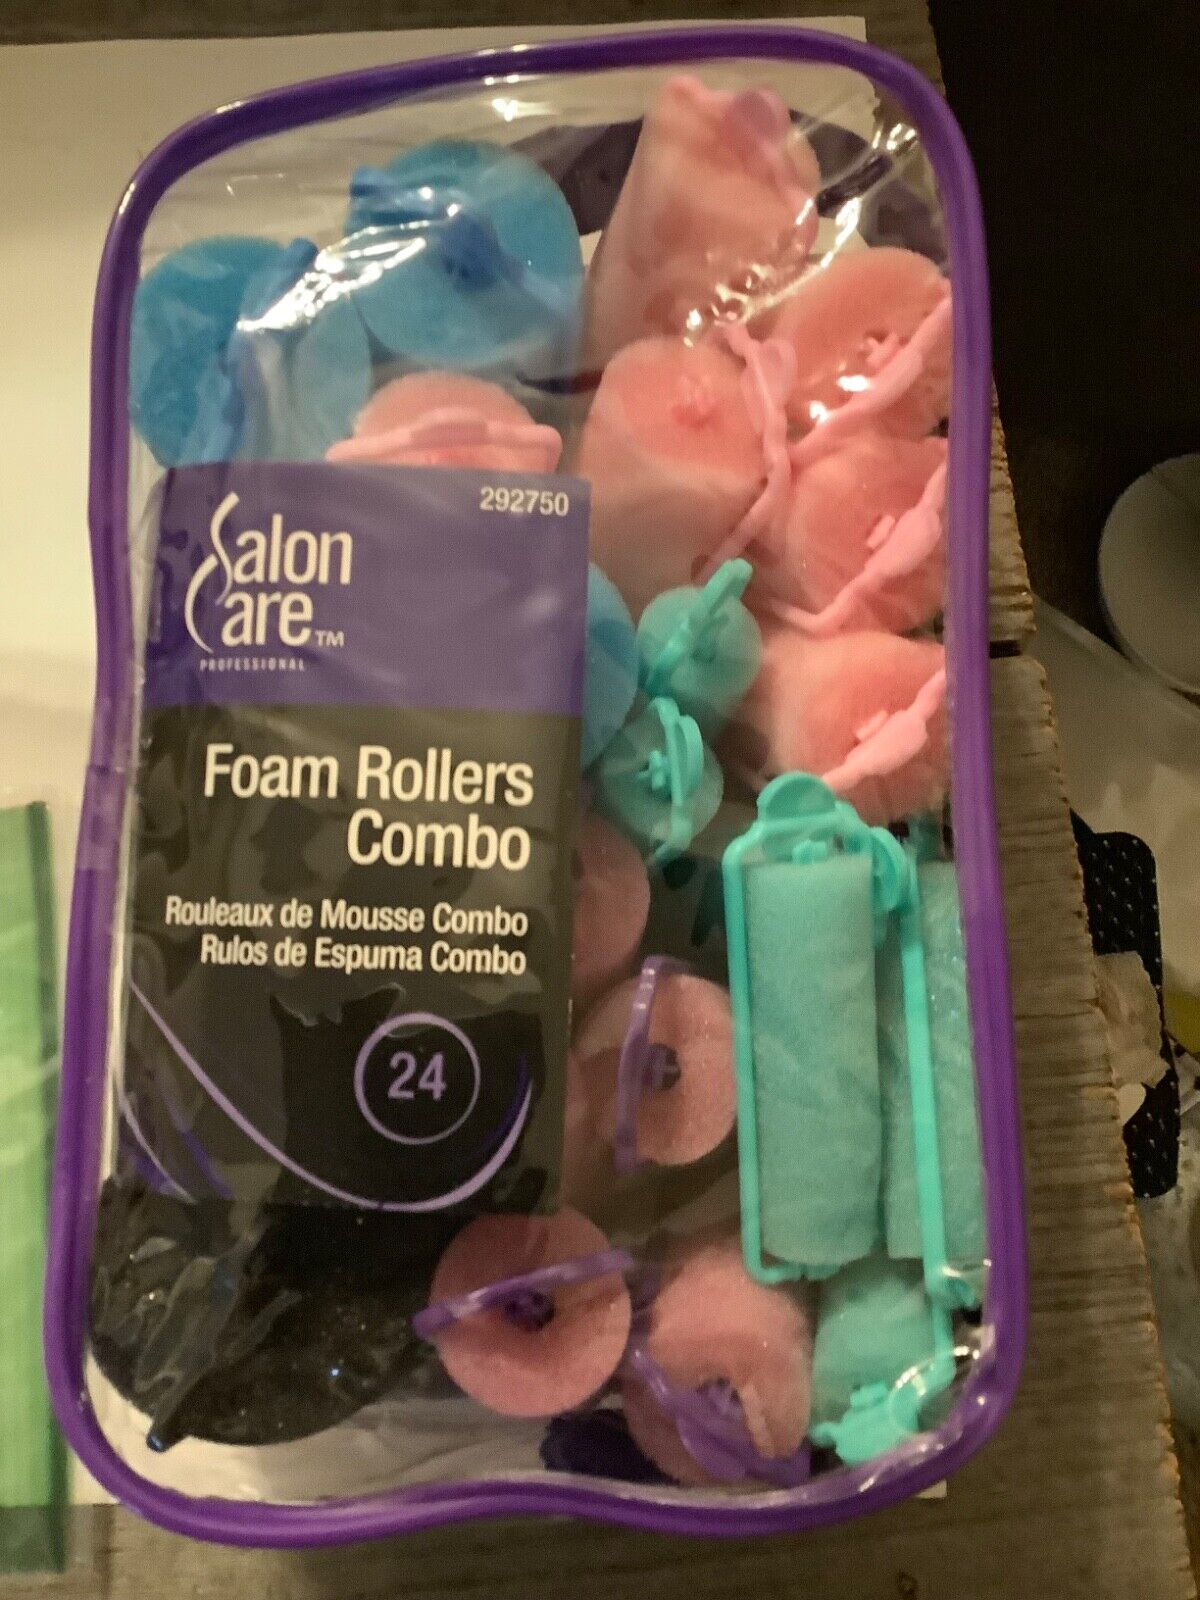 292750
Salon
Care™
PROFESSIONAL
Foam Rollers
Combo
Rouleaux de Mousse Combo
Rulos de Espuma Combo
24